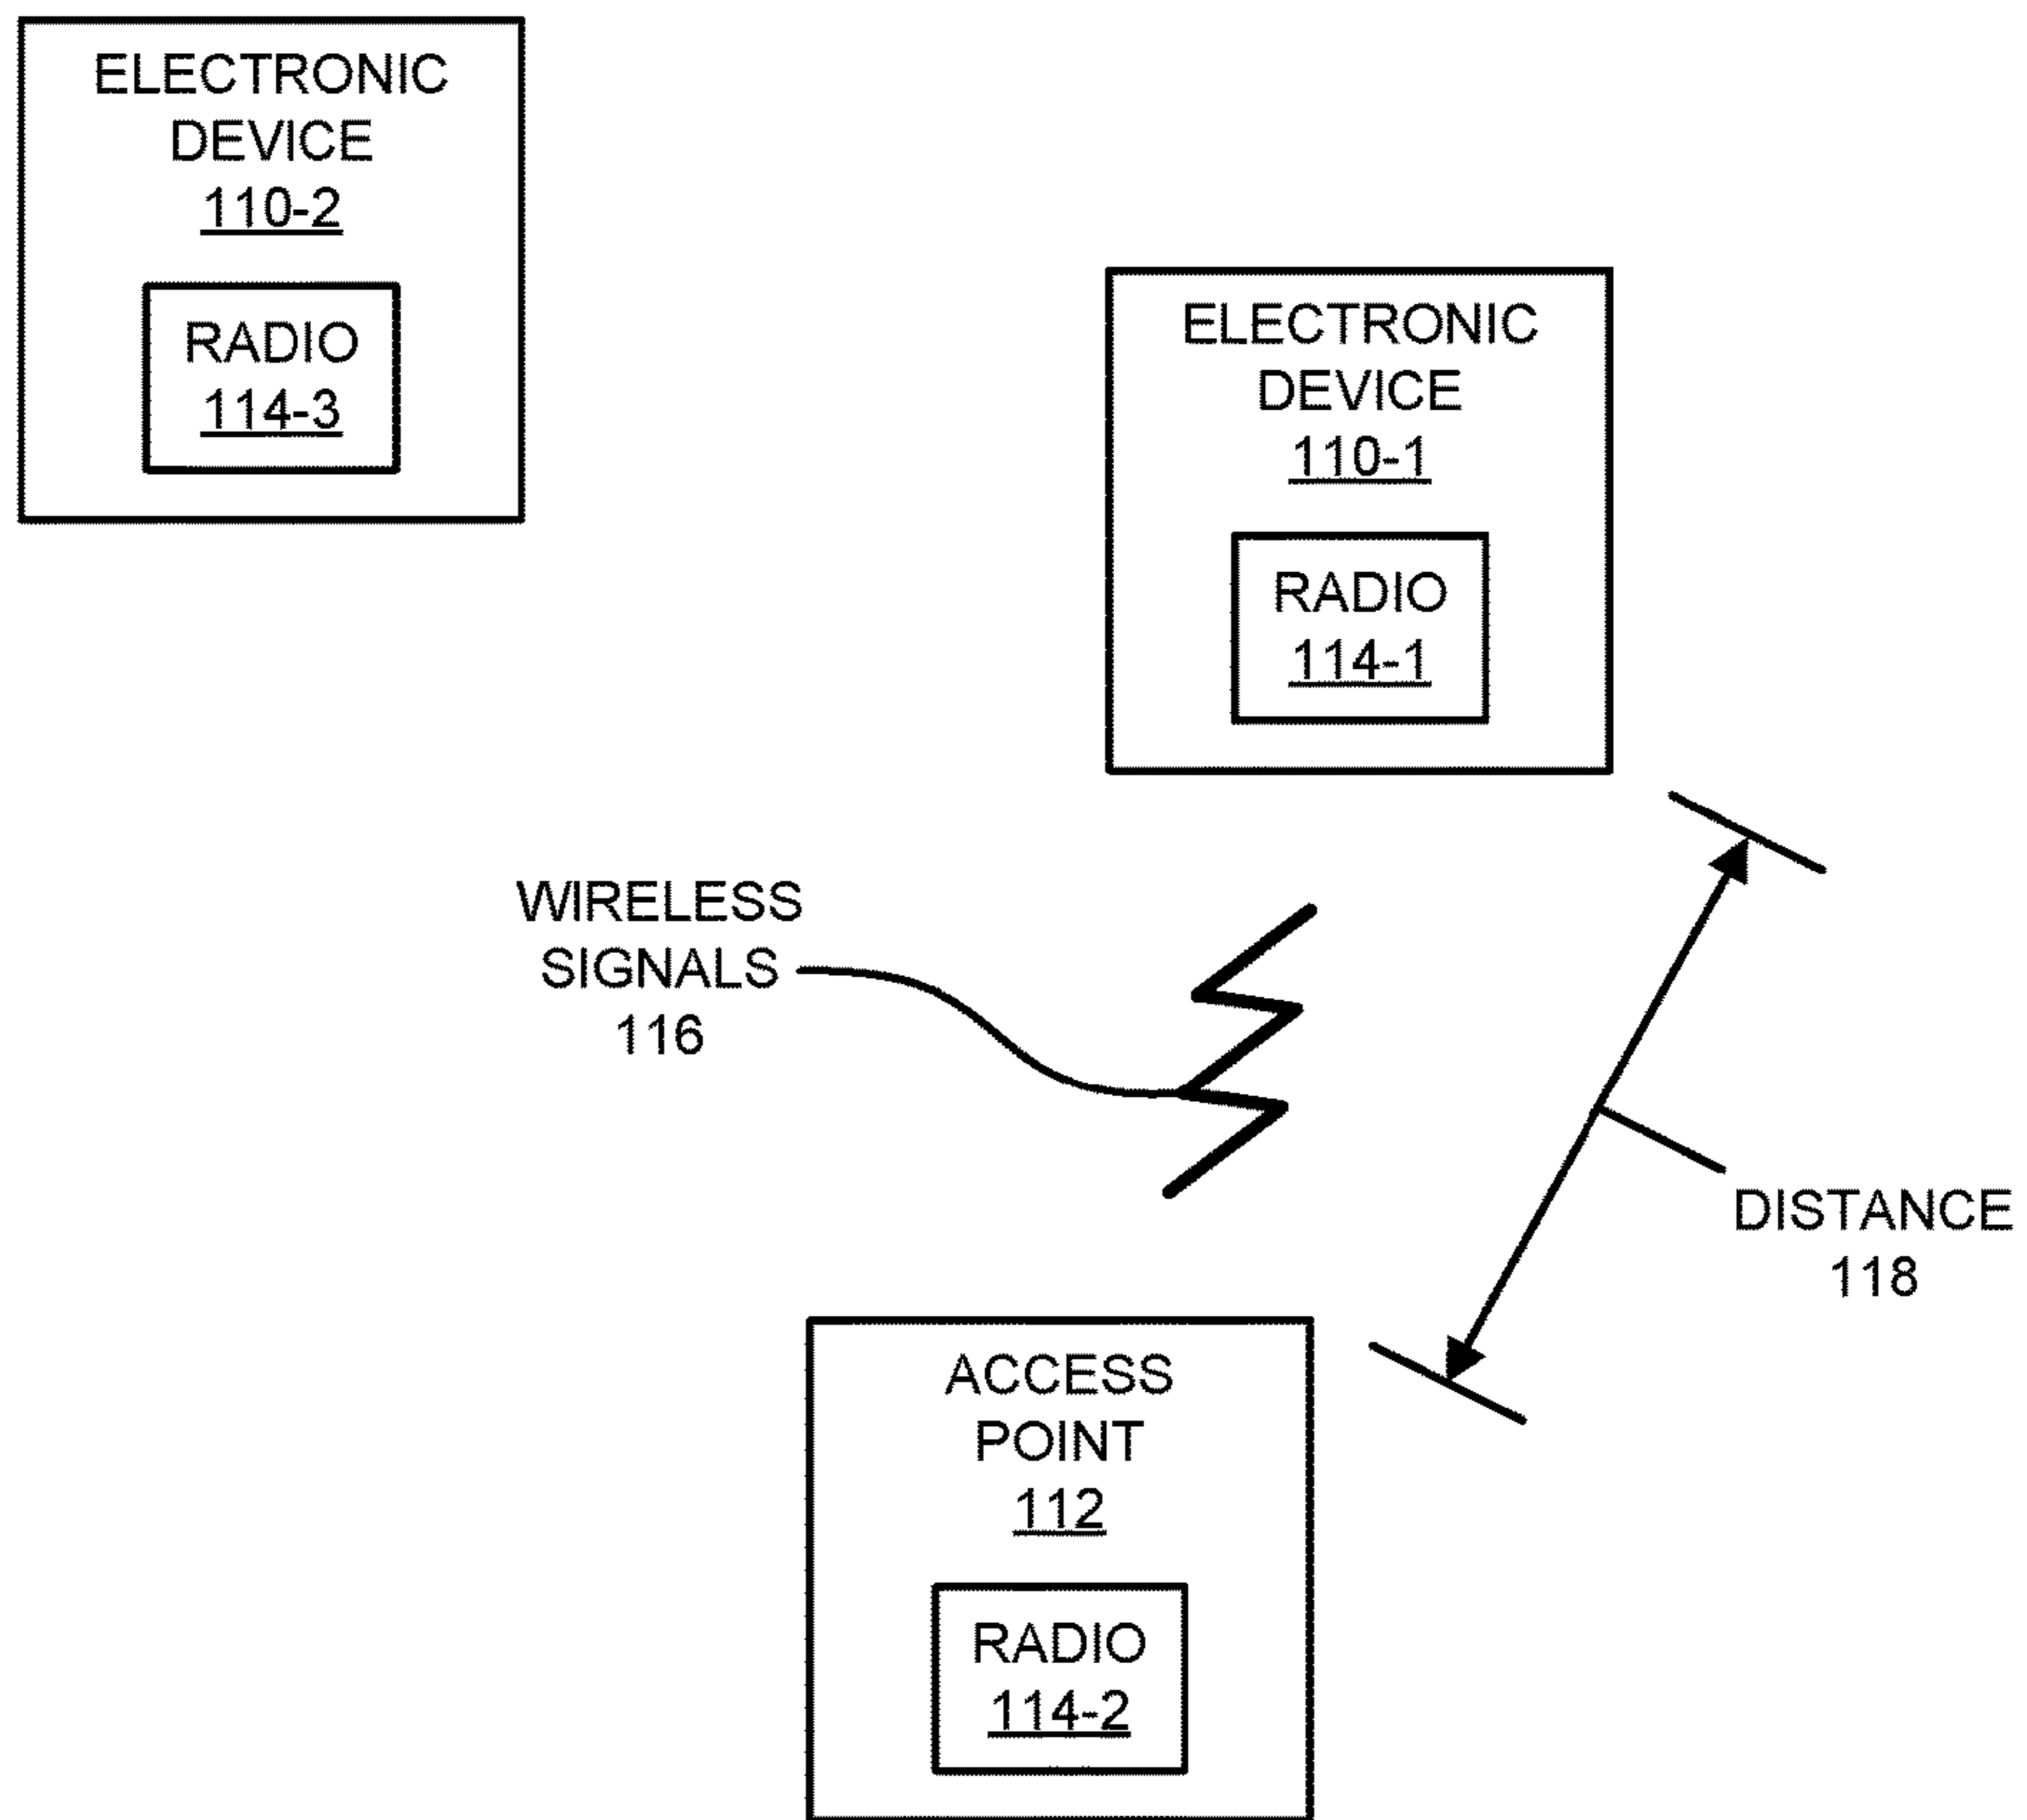 ELECTRONIC
DEVICE
110-2
RADIO
114-3
ELECTRONIC
DEVICE
110-1
RADIO
114-1
WIRELESS
SIGNALS
116
DISTANCE
118
ACCESS
POINT
112
RADIO
114-2